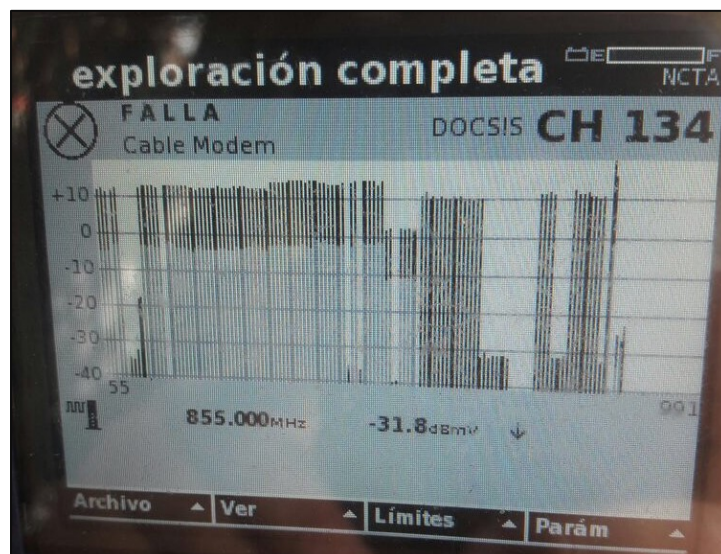 exploración completa
E F
NCTA
FALLA
Cable Modem
DOCSIS CH 134
+10
0
-10
-20
-30
-40
55 991
855.000MHz -31.8dBmV
Archivo Ver Límites Parám